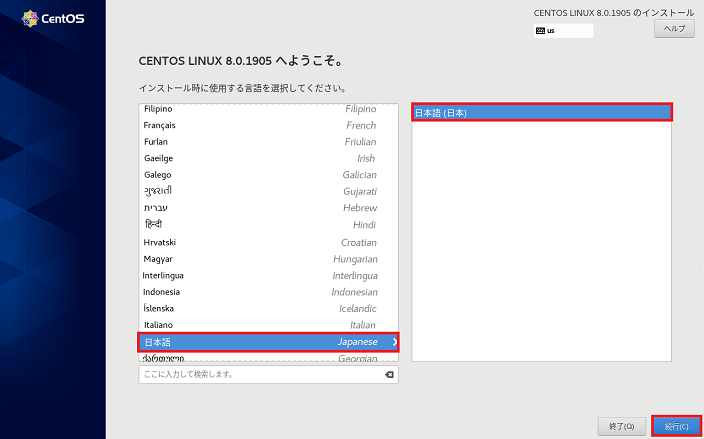 CentOS
CENTOS LINUX 8.0.1905 のインストール
us
ヘルプ
CENTOS LINUX 8.0.1905 へようこそ。
インストール時に使用する言語を選択してください。
Filipino Filipino
Français French
Furlan Friulian
Gaeilge Irish
Galego Galician
ગુજરાતી Gujarati
עברית Hebrew
हिन्दी Hindi
Hrvatski Croatian
Magyar Hungarian
Interlingua Interlingua
Indonesia Indonesian
Íslenska Icelandic
Italiano Italian
日本語 Japanese
ქართული Georgian
日本語 (日本)
ここに入力して検索します。
終了(Q)
続行(C)